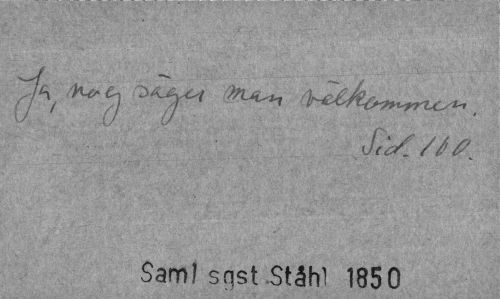 Ja, nog säger man välkommen.
Sid. 100.
Saml sgst Ståhl 1850